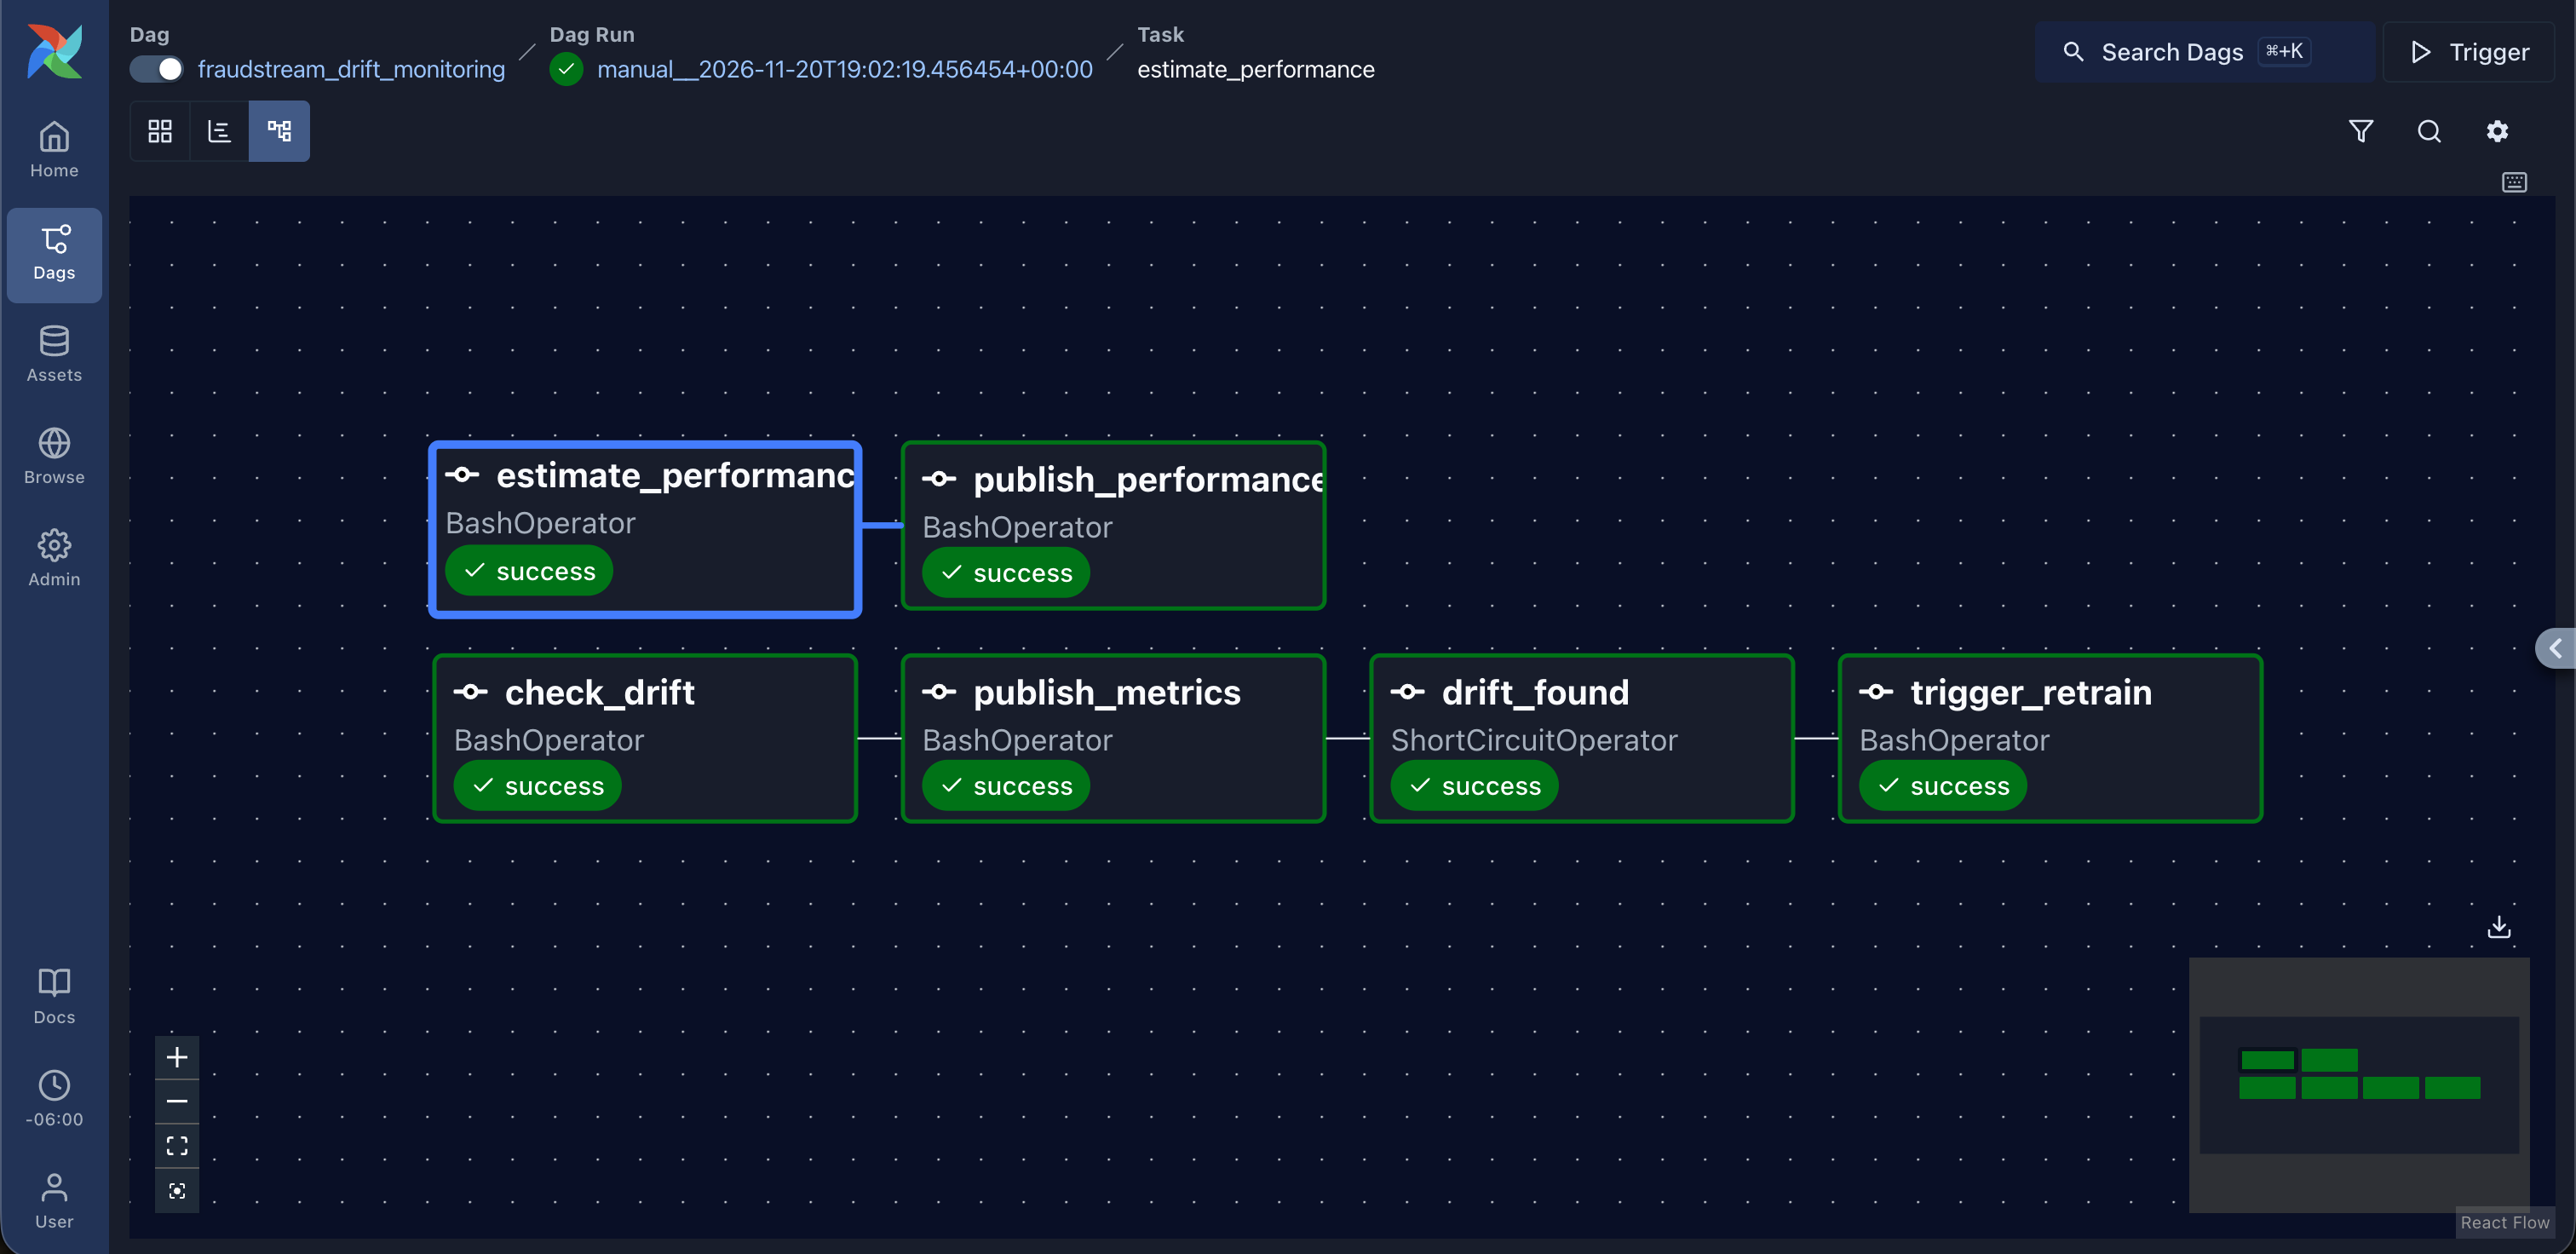 Dag
fraudstream_drift_monitoring
Dag Run
manual__2026-11-20T19:02:19.456454+00:00
Task
estimate_performance
Search Dags ⌘+K
Trigger
Home
Dags
Assets
Browse
Admin
Docs
-06:00
User
estimate_performanc
BashOperator
success
publish_performance
BashOperator
success
check_drift
BashOperator
success
publish_metrics
BashOperator
success
drift_found
ShortCircuitOperator
success
trigger_retrain
BashOperator
success
React Flow